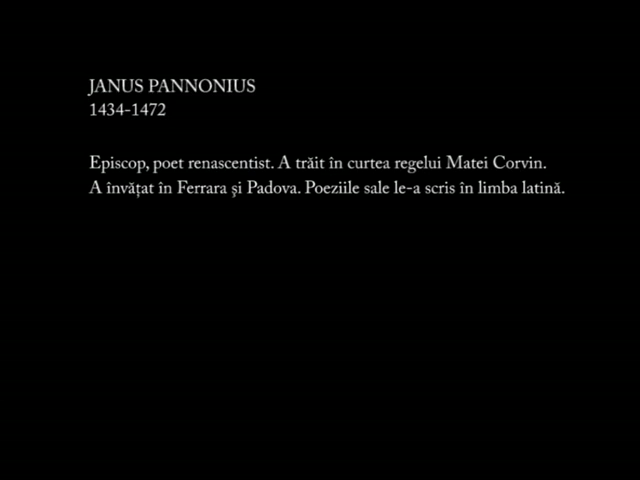 JANUS PANNONIUS
1434-1472
Episcop, poet renascentist. A trăit în curtea regelui Matei Corvin.
A învățat în Ferrara și Padova. Poeziile sale le-a scris în limba latină.